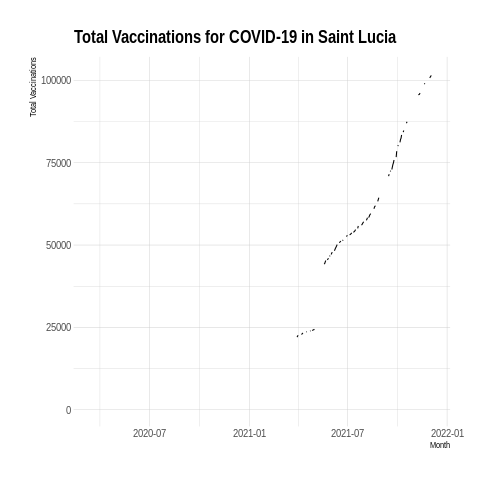 Total Vaccinations for COVID-19 in Saint Lucia
Total Vaccinations
100000
75000
50000
25000
0
2020-07 2021-01 2021-07 2022-01
Month